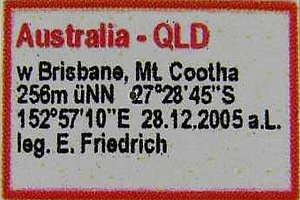 Australia - QLD
w Brisbane, Mt. Cootha
256m üNN , 27°28'45"S
152°57'10"E 28.12.2005 a.L.
leg. E. Friedrich